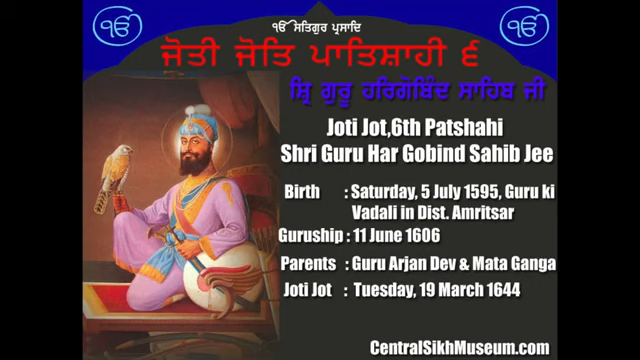 ੴ ੴਸਤਿਗੁਰ ਪ੍ਰਸਾਦਿ ੴ
ਜੋਤੀ ਜੋਤਿ ਪਾਤਿਸ਼ਾਹੀ ੬
ਸ਼੍ਰਿ ਗੁਰੂ ਹਰਿਗੋਬਿੰਦ ਸਾਹਿਬ ਜੀ
Joti Jot,6th Patshahi
Shri Guru Har Gobind Sahib Jee
Birth : Saturday, 5 July 1595, Guru ki
Vadali in Dist. Amritsar
Guruship : 11 June 1606
Parents : Guru Arjan Dev & Mata Ganga
Joti Jot : Tuesday, 19 March 1644
CentralSikhMuseum.com